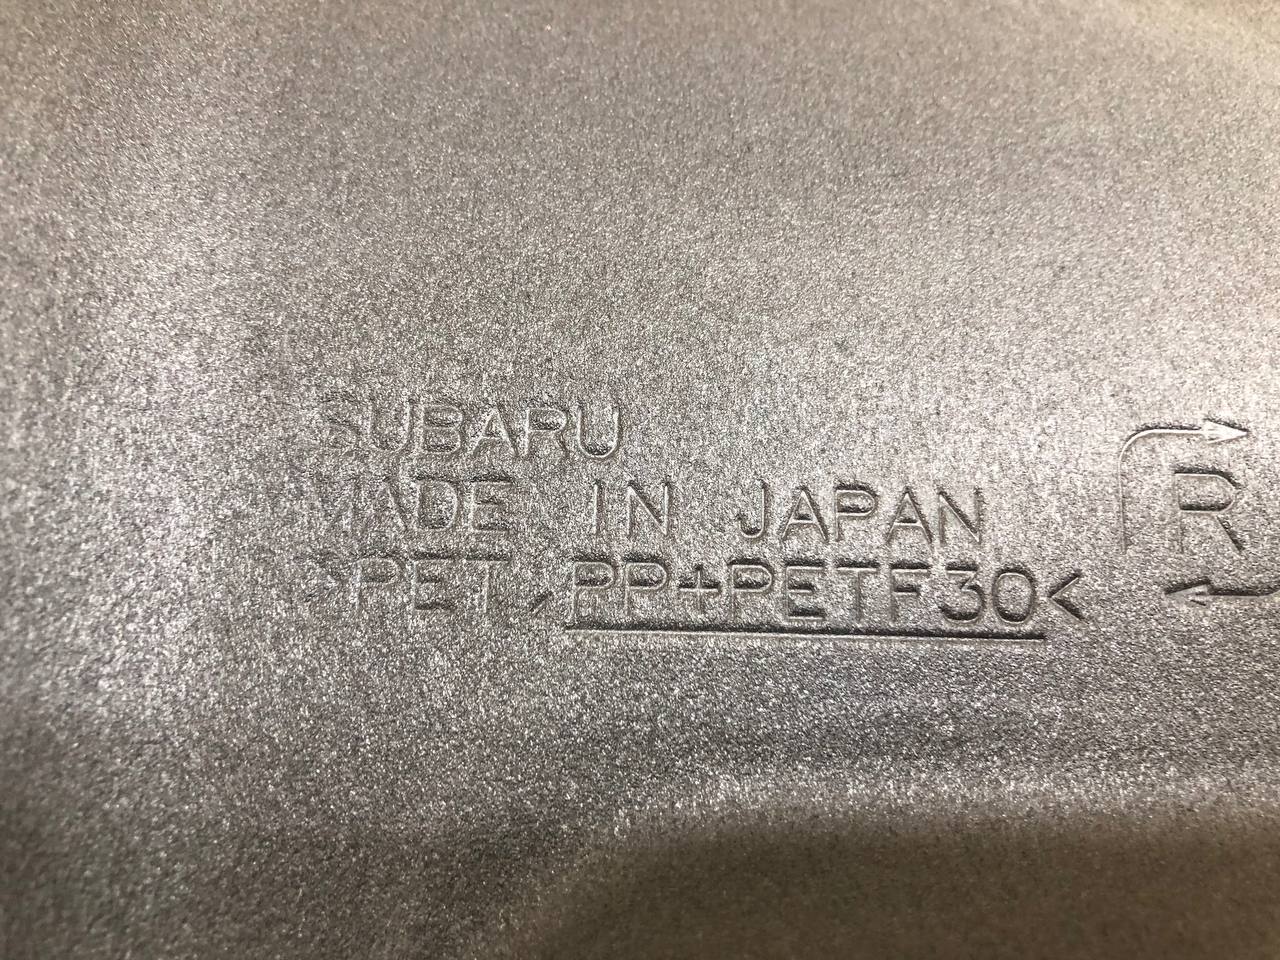 SUBARU
MADE IN JAPAN
>PET,PP+PETF30<
R